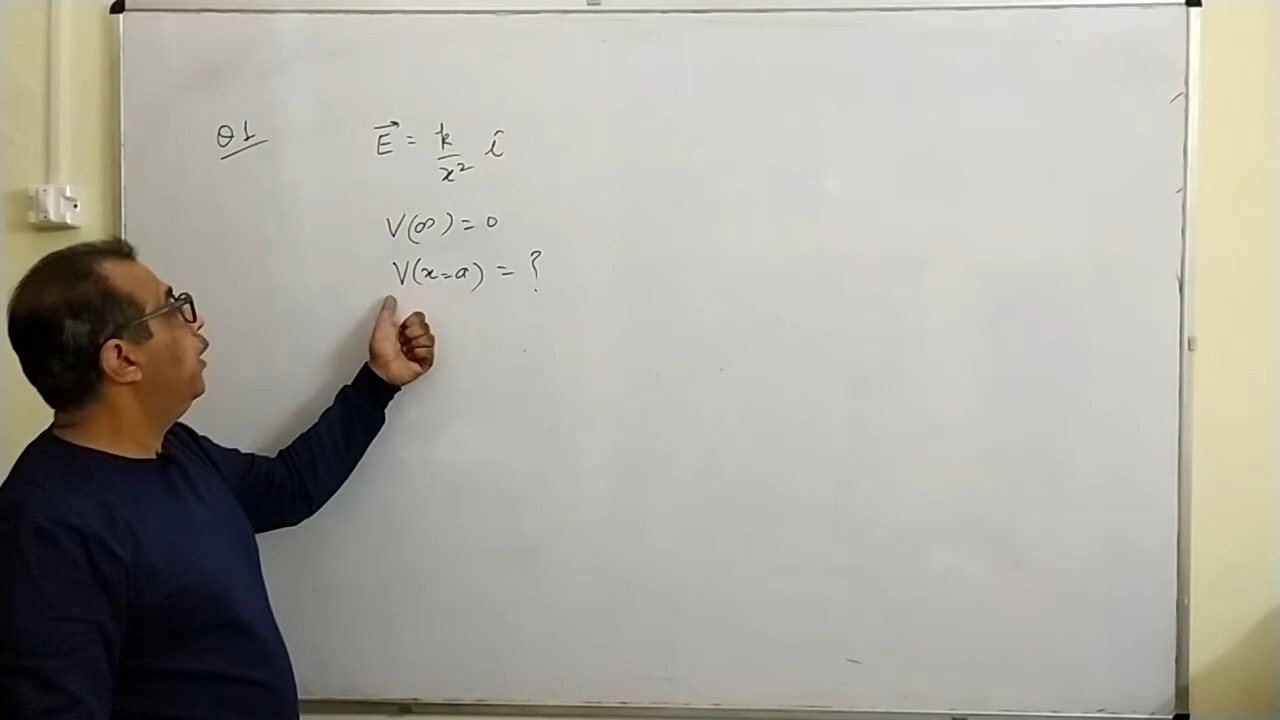 Q1
E⃗ = k/x² î
V(∞) = 0
V(x=a) = ?